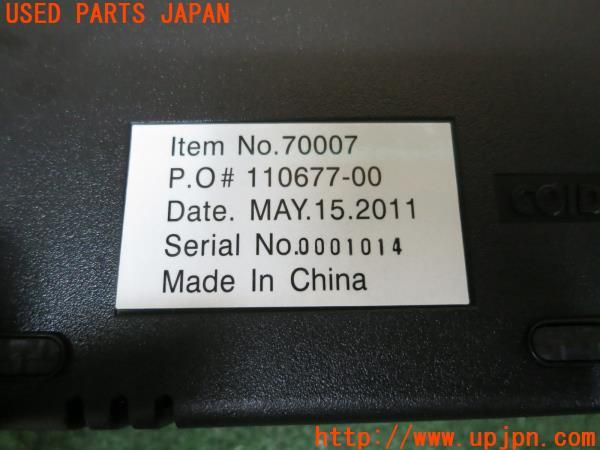 USED PARTS JAPAN
Item No.70007
P.O# 110677-00
Date. MAY.15.2011
Serial No.0001014
Made In China
http://www.upjpn.com